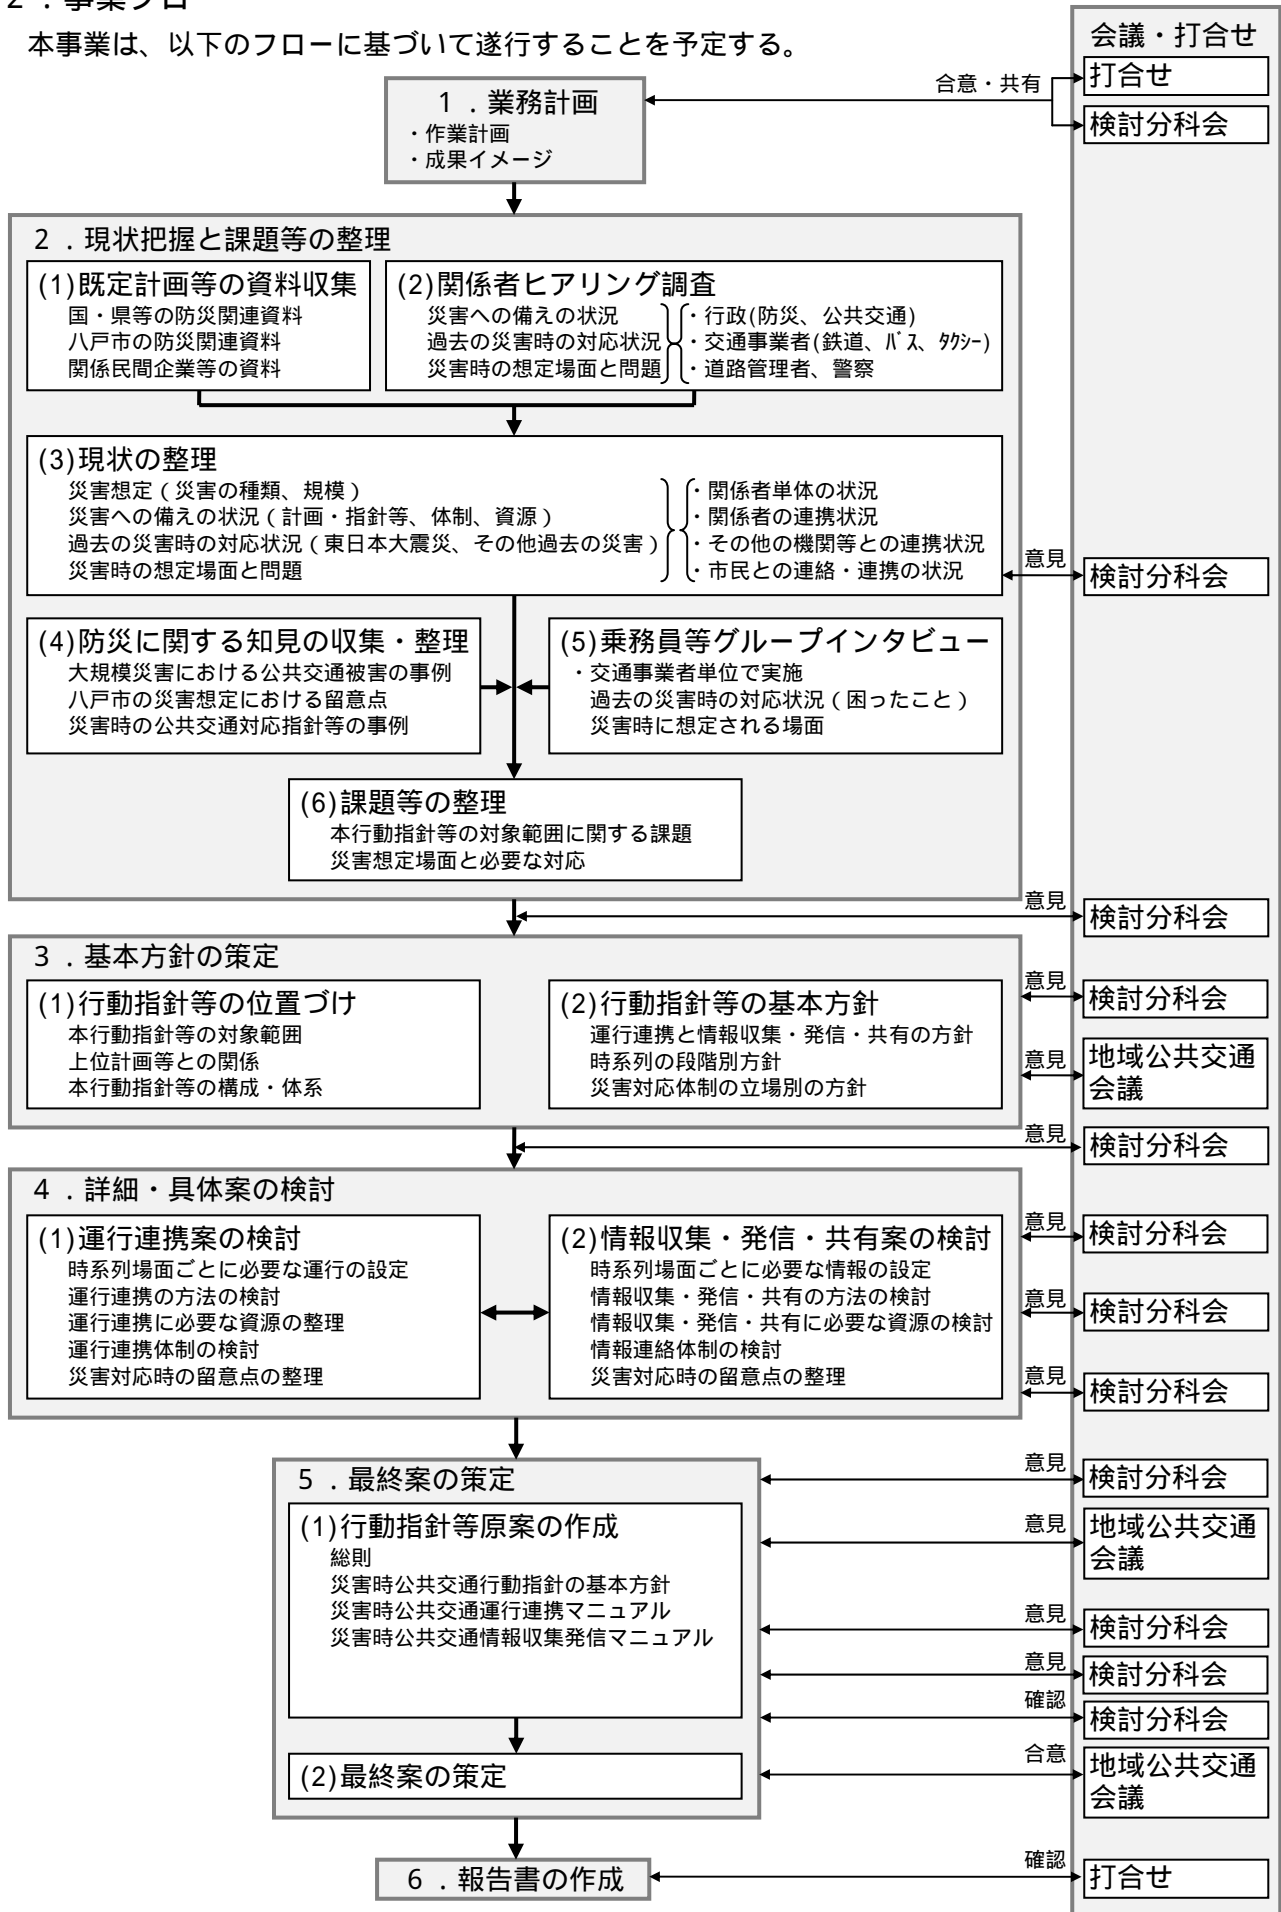 2．事業フロー
本事業は、以下のフローに基づいて遂行することを予定する。
会議・打合せ
1．業務計画
・作業計画
・成果イメージ
合意・共有
打合せ
検討分科会
2．現状把握と課題等の整理
(1)既定計画等の資料収集
国・県等の防災関連資料
八戸市の防災関連資料
関係民間企業等の資料
(2)関係者ヒアリング調査
災害への備えの状況
過去の災害時の対応状況
災害時の想定場面と問題
・行政(防災、公共交通)
・交通事業者(鉄道、ﾊﾞｽ、ﾀｸｼｰ)
・道路管理者、警察
(3)現状の整理
災害想定（災害の種類、規模）
災害への備えの状況（計画・指針等、体制、資源）
過去の災害時の対応状況（東日本大震災、その他過去の災害）
災害時の想定場面と問題
・関係者単体の状況
・関係者の連携状況
・その他の機関等との連携状況
・市民との連絡・連携の状況
意見
検討分科会
(4)防災に関する知見の収集・整理
大規模災害における公共交通被害の事例
八戸市の災害想定における留意点
災害時の公共交通対応指針等の事例
(5)乗務員等グループインタビュー
・交通事業者単位で実施
過去の災害時の対応状況（困ったこと）
災害時に想定される場面
(6)課題等の整理
本行動指針等の対象範囲に関する課題
災害想定場面と必要な対応
意見
検討分科会
3．基本方針の策定
(1)行動指針等の位置づけ
本行動指針等の対象範囲
上位計画等との関係
本行動指針等の構成・体系
(2)行動指針等の基本方針
運行連携と情報収集・発信・共有の方針
時系列の段階別方針
災害対応体制の立場別の方針
意見
検討分科会
意見
地域公共交通
会議
意見
検討分科会
4．詳細・具体案の検討
(1)運行連携案の検討
時系列場面ごとに必要な運行の設定
運行連携の方法の検討
運行連携に必要な資源の整理
運行連携体制の検討
災害対応時の留意点の整理
(2)情報収集・発信・共有案の検討
時系列場面ごとに必要な情報の設定
情報収集・発信・共有の方法の検討
情報収集・発信・共有に必要な資源の検討
情報連絡体制の検討
災害対応時の留意点の整理
意見
検討分科会
意見
検討分科会
意見
検討分科会
5．最終案の策定
(1)行動指針等原案の作成
総則
災害時公共交通行動指針の基本方針
災害時公共交通運行連携マニュアル
災害時公共交通情報収集発信マニュアル
(2)最終案の策定
意見
検討分科会
意見
地域公共交通
会議
意見
検討分科会
意見
検討分科会
確認
検討分科会
合意
地域公共交通
会議
6．報告書の作成
確認
打合せ